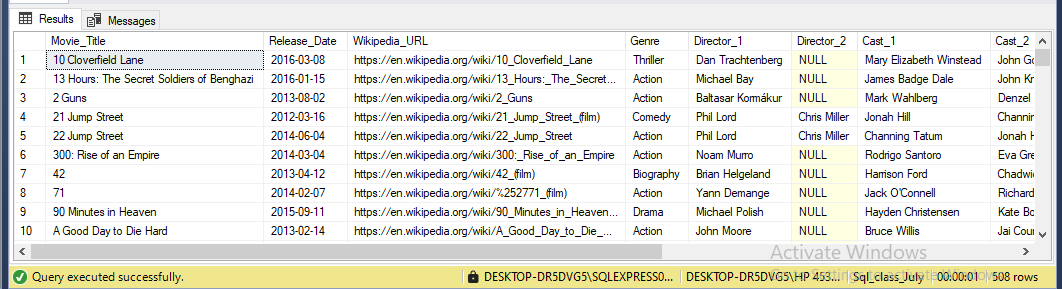 Results Messages
Movie_Title Release_Date Wikipedia_URL Genre Director_1 Director_2 Cast_1 Cast_2
1 10 Cloverfield Lane 2016-03-08 https://en.wikipedia.org/wiki/10_Cloverfield_Lane Thriller Dan Trachtenberg NULL Mary Elizabeth Winstead John Go
2 13 Hours: The Secret Soldiers of Benghazi 2016-01-15 https://en.wikipedia.org/wiki/13_Hours:_The_Secret... Action Michael Bay NULL James Badge Dale John Kr
3 2 Guns 2013-08-02 https://en.wikipedia.org/wiki/2_Guns Action Baltasar Kormákur NULL Mark Wahlberg Denzel
4 21 Jump Street 2012-03-16 https://en.wikipedia.org/wiki/21_Jump_Street_(film) Comedy Phil Lord Chris Miller Jonah Hill Channin
5 22 Jump Street 2014-06-04 https://en.wikipedia.org/wiki/22_Jump_Street Action Phil Lord Chris Miller Channing Tatum Jonah H
6 300: Rise of an Empire 2014-03-04 https://en.wikipedia.org/wiki/300:_Rise_of_an_Empire Action Noam Murro NULL Rodrigo Santoro Eva Gre
7 42 2013-04-12 https://en.wikipedia.org/wiki/42_(film) Biography Brian Helgeland NULL Harrison Ford Chadwic
8 71 2014-02-07 https://en.wikipedia.org/wiki/%252771_(film) Action Yann Demange NULL Jack O'Connell Richard
9 90 Minutes in Heaven 2015-09-11 https://en.wikipedia.org/wiki/90_Minutes_in_Heaven... Drama Michael Polish NULL Hayden Christensen Kate Bo
10 A Good Day to Die Hard 2013-02-14 https://en.wikipedia.org/wiki/A_Good_Day_to_Die_... Action John Moore NULL Bruce Willis Jai Cour
Activate Windows
Query executed successfully. DESKTOP-DR5DVG5\SQLEXPRESS0... DESKTOP-DR5DVG5\HP 453... Sql_class_July 00:00:01 508 rows